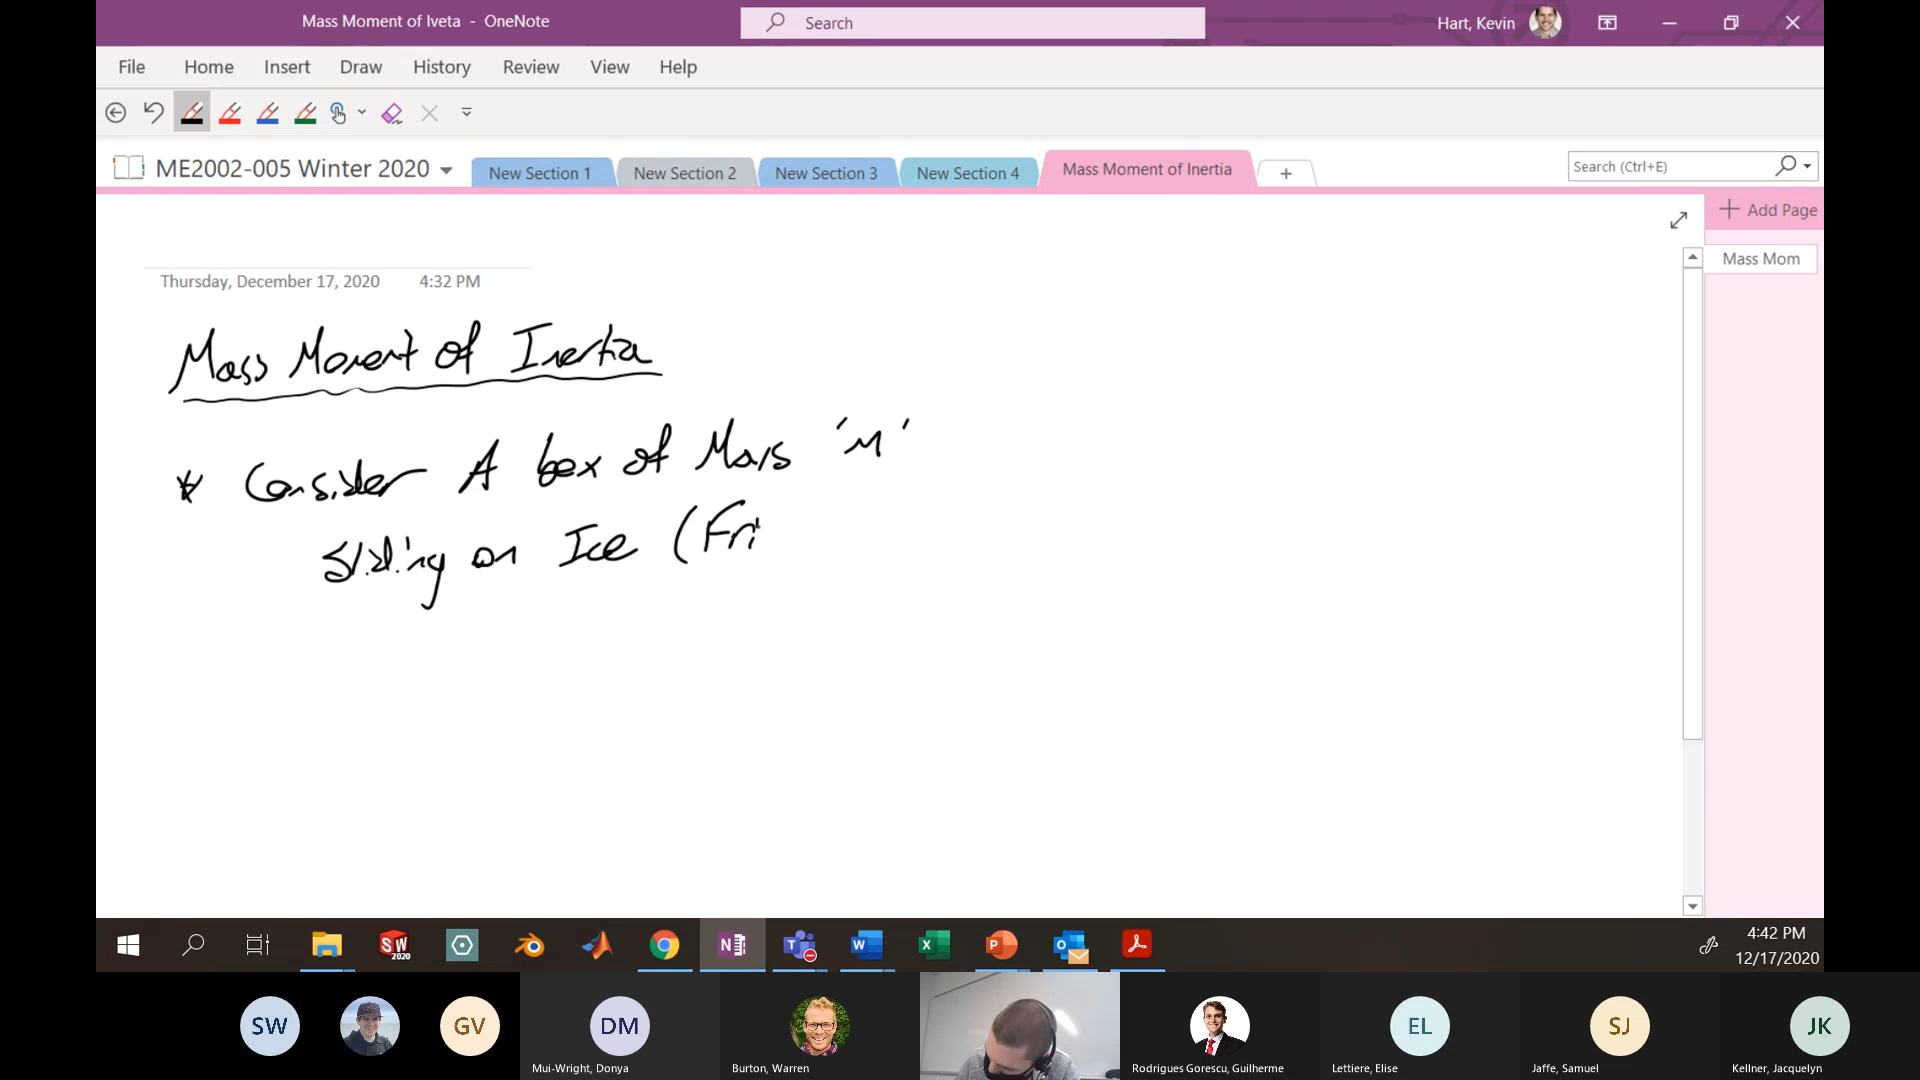 Mass Moment of Iveta - OneNote
Search
Hart, Kevin
File Home Insert Draw History Review View Help
ME2002-005 Winter 2020
New Section 1 New Section 2 New Section 3 New Section 4 Mass Moment of Inertia +
Search (Ctrl+E)
Add Page
Mass Mom
Thursday, December 17, 2020 4:32 PM
Mass Moment of Inertia
* Consider A box of Mass 'M'
Sliding on Ice (Fri
SW
2020
N
T
W
X
P
O
4:42 PM
12/17/2020
SW
GV
DM
EL
SJ
JK
Mui-Wright, Donya
Burton, Warren
Rodrigues Gorescu, Guilherme
Lettiere, Elise
Jaffe, Samuel
Kellner, Jacquelyn